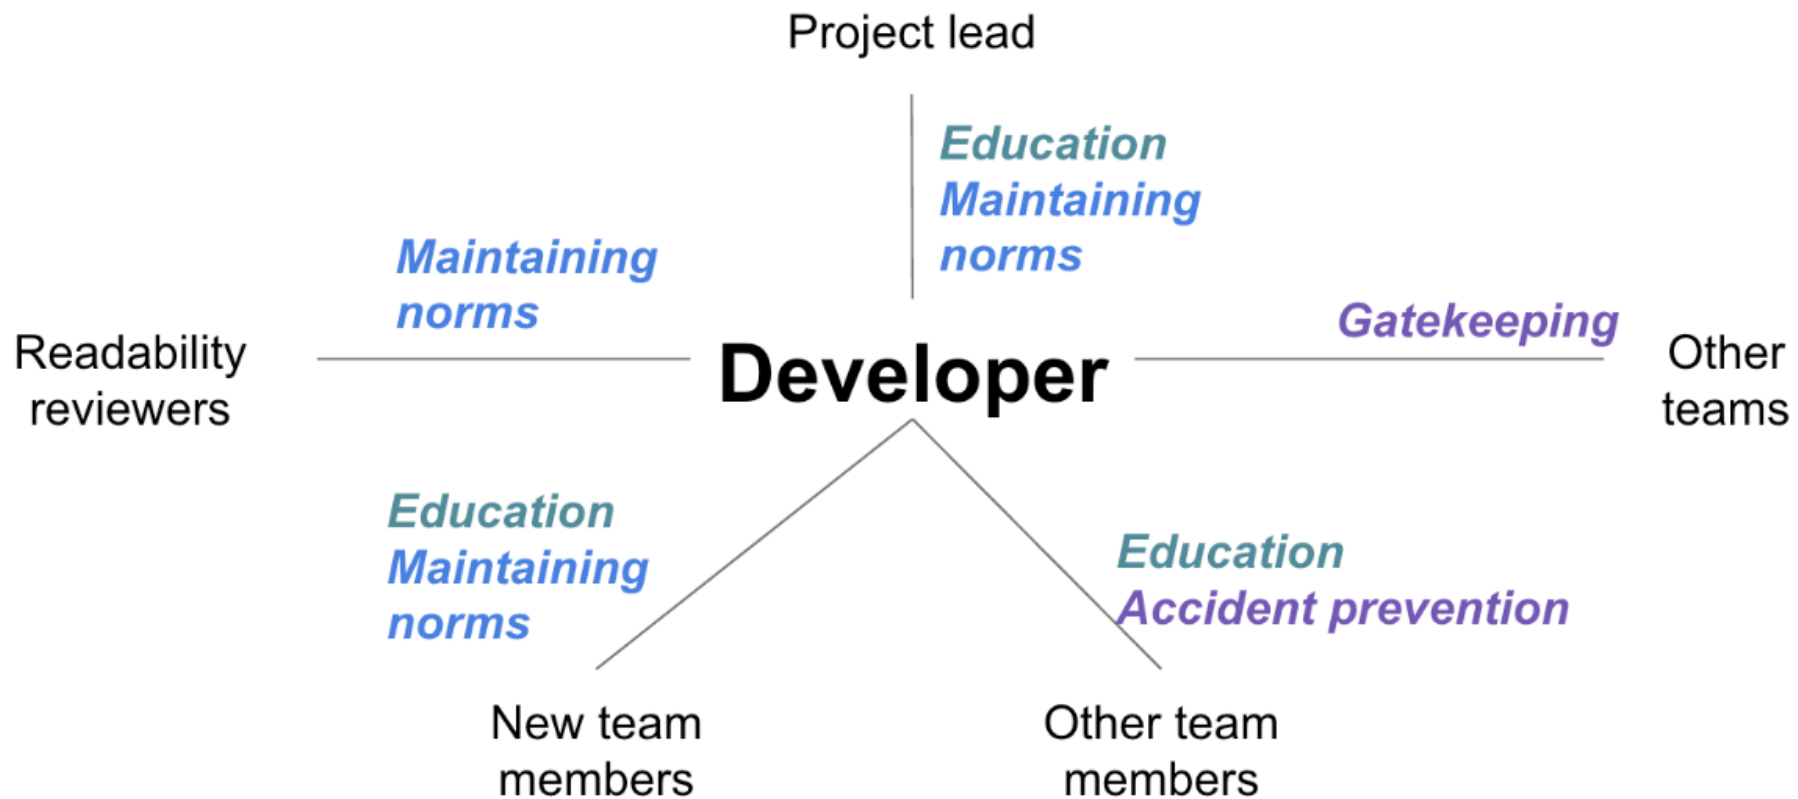 Project lead
Education
Maintaining
norms
Maintaining
norms
Gatekeeping
Readability
reviewers
Developer
Other
teams
Education
Maintaining
norms
Education
Accident prevention
New team
members
Other team
members